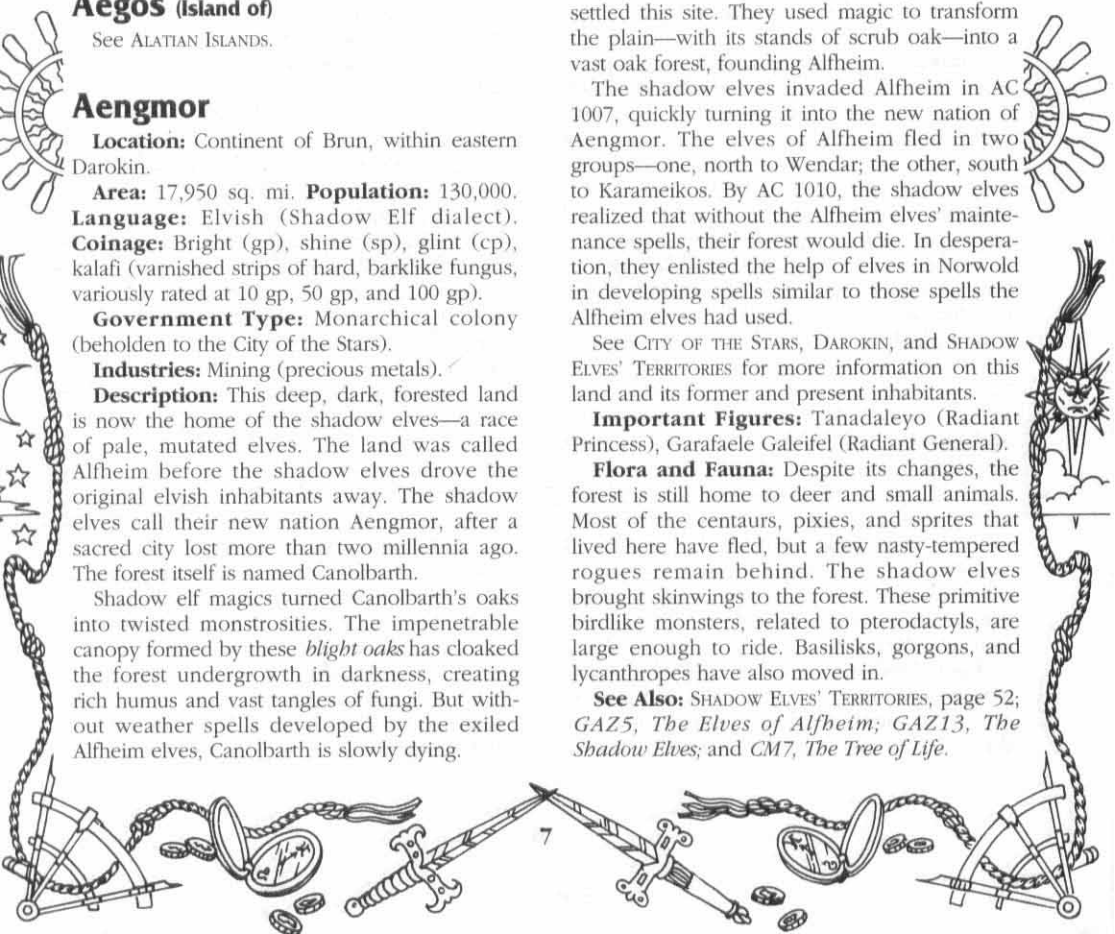 Aegos (Island of)
See ALATIAN ISLANDS.
Aengmor
Location: Continent of Brun, within eastern
Darokin.
Area: 17,950 sq. mi. Population: 130,000.
Language: Elvish (Shadow Elf dialect).
Coinage: Bright (gp), shine (sp), glint (cp),
kalafi (varnished strips of hard, barklike fungus,
variously rated at 10 gp, 50 gp, and 100 gp).
Government Type: Monarchical colony
(beholden to the City of the Stars).
Industries: Mining (precious metals).
Description: This deep, dark, forested land
is now the home of the shadow elves—a race
of pale, mutated elves. The land was called
Alfheim before the shadow elves drove the
original elvish inhabitants away. The shadow
elves call their new nation Aengmor, after a
sacred city lost more than two millennia ago.
The forest itself is named Canolbarth.
Shadow elf magics turned Canolbarth's oaks
into twisted monstrosities. The impenetrable
canopy formed by these blight oaks has cloaked
the forest undergrowth in darkness, creating
rich humus and vast tangles of fungi. But with-
out weather spells developed by the exiled
Alfheim elves, Canolbarth is slowly dying.
settled this site. They used magic to transform
the plain—with its stands of scrub oak—into a
vast oak forest, founding Alfheim.
The shadow elves invaded Alfheim in AC
1007, quickly turning it into the new nation of
Aengmor. The elves of Alfheim fled in two
groups—one, north to Wendar; the other, south
to Karameikos. By AC 1010, the shadow elves
realized that without the Alfheim elves' mainte-
nance spells, their forest would die. In despera-
tion, they enlisted the help of elves in Norwold
in developing spells similar to those spells the
Alfheim elves had used.
See CITY OF THE STARS, DAROKIN, and SHADOW
ELVES' TERRITORIES for more information on this
land and its former and present inhabitants.
Important Figures: Tanadaleyo (Radiant
Princess), Garafaele Galeifel (Radiant General).
Flora and Fauna: Despite its changes, the
forest is still home to deer and small animals.
Most of the centaurs, pixies, and sprites that
lived here have fled, but a few nasty-tempered
rogues remain behind. The shadow elves
brought skinwings to the forest. These primitive
birdlike monsters, related to pterodactyls, are
large enough to ride. Basilisks, gorgons, and
lycanthropes have also moved in.
See Also: SHADOW ELVES' TERRITORIES, page 52;
GAZ5, The Elves of Alfheim; GAZ13, The
Shadow Elves; and CM7, The Tree of Life.
7